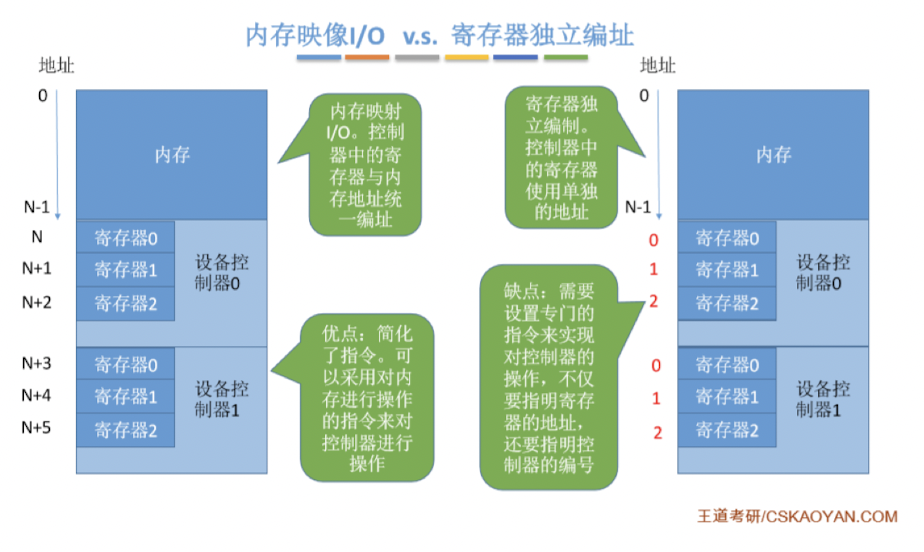 内存映像I/O v.s. 寄存器独立编址
地址
0
内存
N-1
N
寄存器0
N+1
寄存器1
N+2
寄存器2
设备控
制器0
N+3
寄存器0
N+4
寄存器1
N+5
寄存器2
设备控
制器1
内存映射
I/O。控制
器中的寄
存器与内
存地址统
一编址
优点：简化
了指令。可
以采用对内
存进行操作
的指令来对
控制器进行
操作
寄存器独
立编制。
控制器中
的寄存器
使用单独
的地址
缺点：需要
设置专门的
指令来实现
对控制器的
操作，不仅
要指明寄存
器的地址，
还要指明控
制器的编号
地址
0
内存
N-1
0
寄存器0
1
寄存器1
2
寄存器2
设备控
制器0
0
寄存器0
1
寄存器1
2
寄存器2
设备控
制器1
王道考研/CSKAOYAN.COM